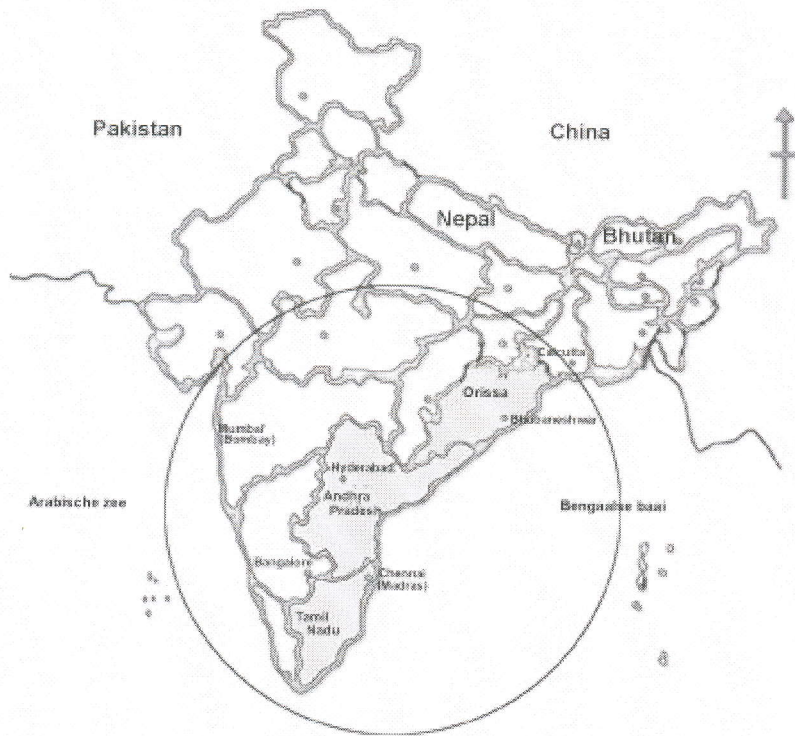 Pakistan
China
Nepal
Bhutan
Calcutta
Orissa
Bhubaneshwar
Mumbai
(Bombay)
Hyderabad
Andhra
Pradesh
Arabische zee
Bengaalse baai
Bangalore
Chennai
(Madras)
Tamil
Nadu